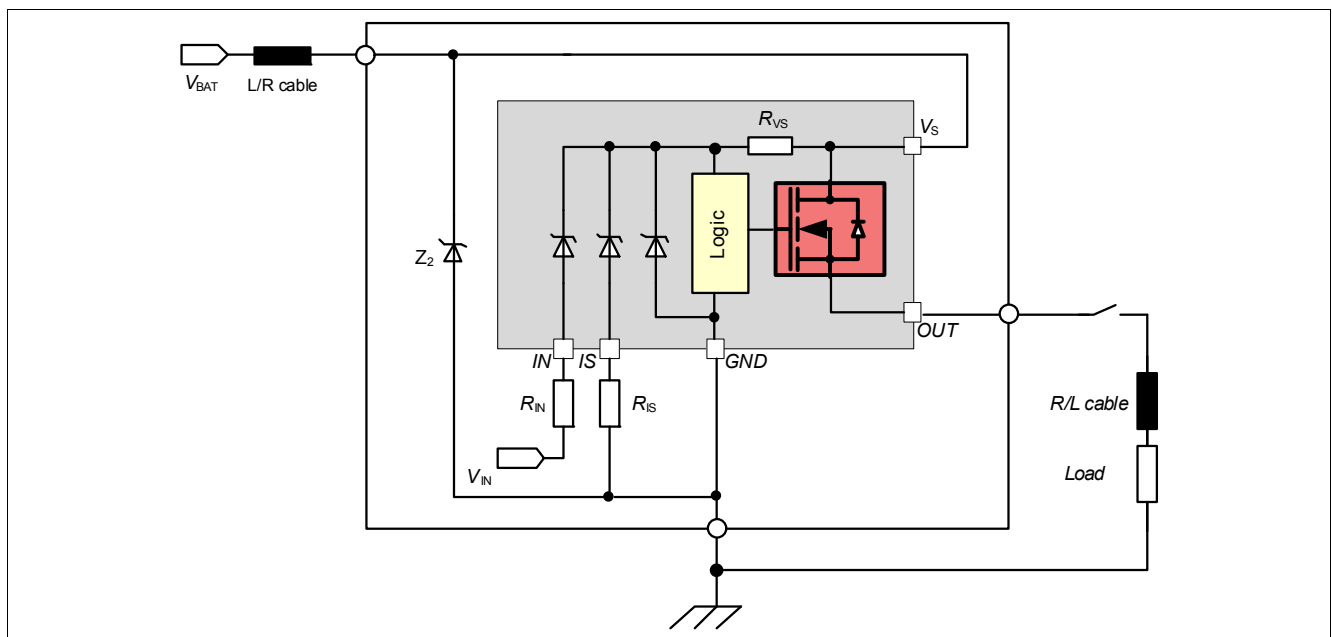 VBAT
L/R cable
RVS
VS
Logic
Z2
OUT
IN
IS
GND
RIN
RIS
R/L cable
VIN
Load